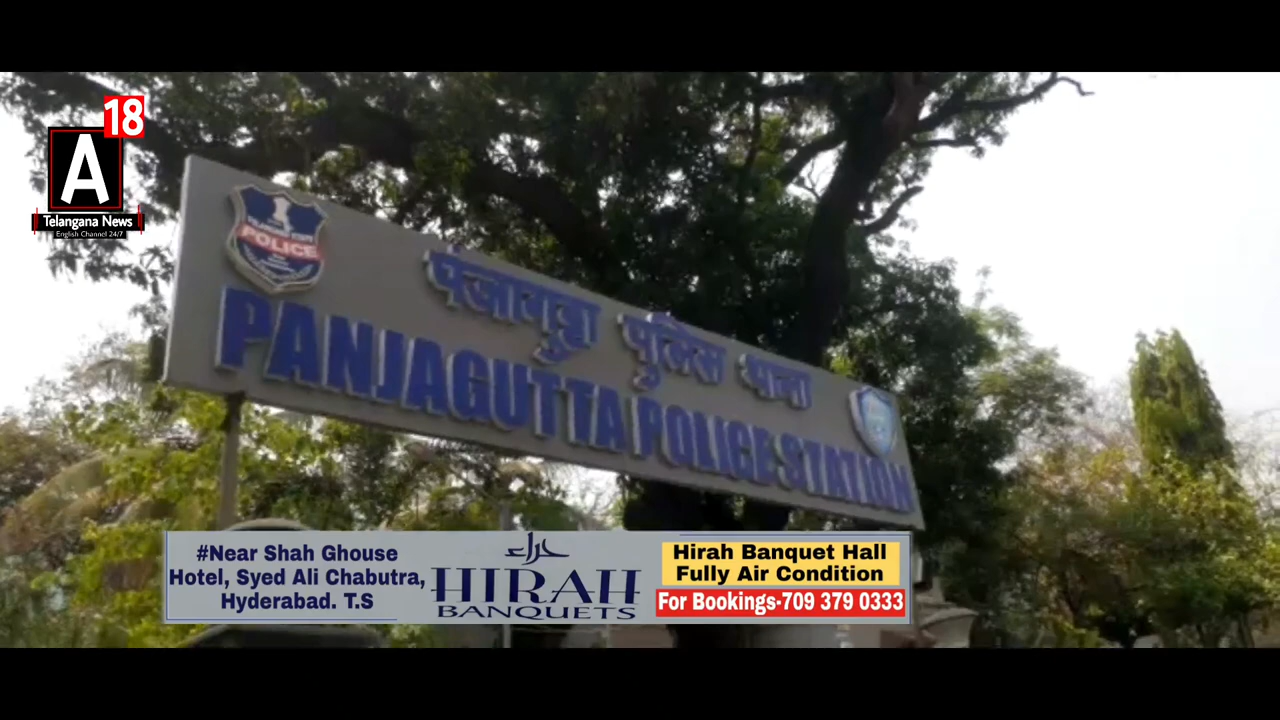 18
A
Telangana News
English Channel 24/7
1
POLICE
पंजागुट्टा पुलिस थाना
PANJAGUTTA POLICE STATION
#Near Shah Ghouse
Hotel, Syed Ali Chabutra,
Hyderabad. T.S
حراء
HIRAH
BANQUETS
Hirah Banquet Hall
Fully Air Condition
For Bookings-709 379 0333